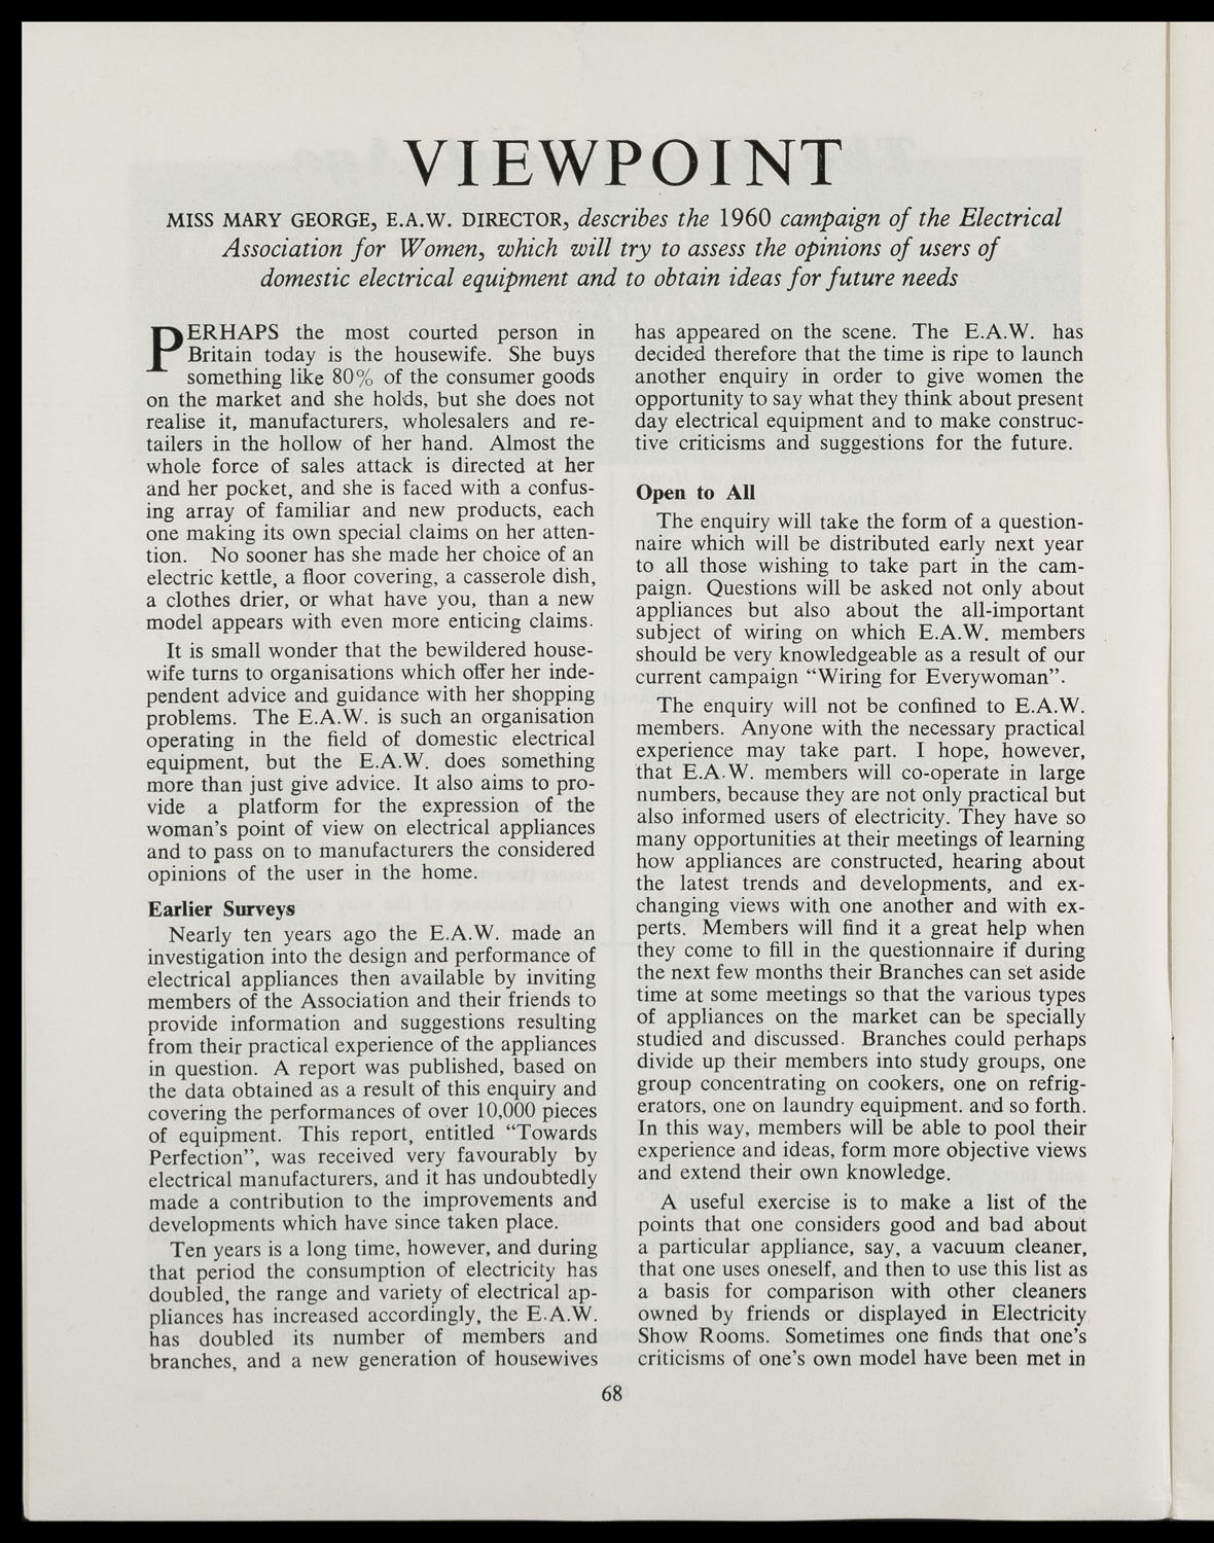 VIEWPOINT
MISS MARY GEORGE, E.A.W. DIRECTOR, describes the 1960 campaign of the Electrical
Association for Women, which will try to assess the opinions of users of
domestic electrical equipment and to obtain ideas for future needs
PERHAPS the most courted person in
Britain today is the housewife. She buys
something like 80% of the consumer goods
on the market and she holds, but she does not
realise it, manufacturers, wholesalers and re-
tailers in the hollow of her hand. Almost the
whole force of sales attack is directed at her
and her pocket, and she is faced with a confus-
ing array of familiar and new products, each
one making its own special claims on her atten-
tion. No sooner has she made her choice of an
electric kettle, a floor covering, a casserole dish,
a clothes drier, or what have you, than a new
model appears with even more enticing claims.
It is small wonder that the bewildered house-
wife turns to organisations which offer her inde-
pendent advice and guidance with her shopping
problems. The E.A.W. is such an organisation
operating in the field of domestic electrical
equipment, but the E.A.W. does something
more than just give advice. It also aims to pro-
vide a platform for the expression of the
woman's point of view on electrical appliances
and to pass on to manufacturers the considered
opinions of the user in the home.
Earlier Surveys
Nearly ten years ago the E.A.W. made an
investigation into the design and performance of
electrical appliances then available by inviting
members of the Association and their friends to
provide information and suggestions resulting
from their practical experience of the appliances
in question. A report was published, based on
the data obtained as a result of this enquiry and
covering the performances of over 10,000 pieces
of equipment. This report, entitled "Towards
Perfection", was received very favourably by
electrical manufacturers, and it has undoubtedly
made a contribution to the improvements and
developments which have since taken place.
Ten years is a long time, however, and during
that period the consumption of electricity has
doubled, the range and variety of electrical ap-
pliances has increased accordingly, the E.A.W.
has doubled its number of members and
branches, and a new generation of housewives
has appeared on the scene. The E.A.W. has
decided therefore that the time is ripe to launch
another enquiry in order to give women the
opportunity to say what they think about present
day electrical equipment and to make construc-
tive criticisms and suggestions for the future.
Open to All
The enquiry will take the form of a question-
naire which will be distributed early next year
to all those wishing to take part in the cam-
paign. Questions will be asked not only about
appliances but also about the all-important
subject of wiring on which E.A.W. members
should be very knowledgeable as a result of our
current campaign "Wiring for Everywoman".
The enquiry will not be confined to E.A.W.
members. Anyone with the necessary practical
experience may take part. I hope, however,
that E.A.W. members will co-operate in large
numbers, because they are not only practical but
also informed users of electricity. They have so
many opportunities at their meetings of learning
how appliances are constructed, hearing about
the latest trends and developments, and ex-
changing views with one another and with ex-
perts. Members will find it a great help when
they come to fill in the questionnaire if during
the next few months their Branches can set aside
time at some meetings so that the various types
of appliances on the market can be specially
studied and discussed. Branches could perhaps
divide up their members into study groups, one
group concentrating on cookers, one on refrig-
erators, one on laundry equipment. and so forth.
In this way, members will be able to pool their
experience and ideas, form more objective views
and extend their own knowledge.
A useful exercise is to make a list of the
points that one considers good and bad about
a particular appliance, say, a vacuum cleaner,
that one uses oneself, and then to use this list as
a basis for comparison with other cleaners
owned by friends or displayed in Electricity
Show Rooms. Sometimes one finds that one's
criticisms of one's own model have been met in
68